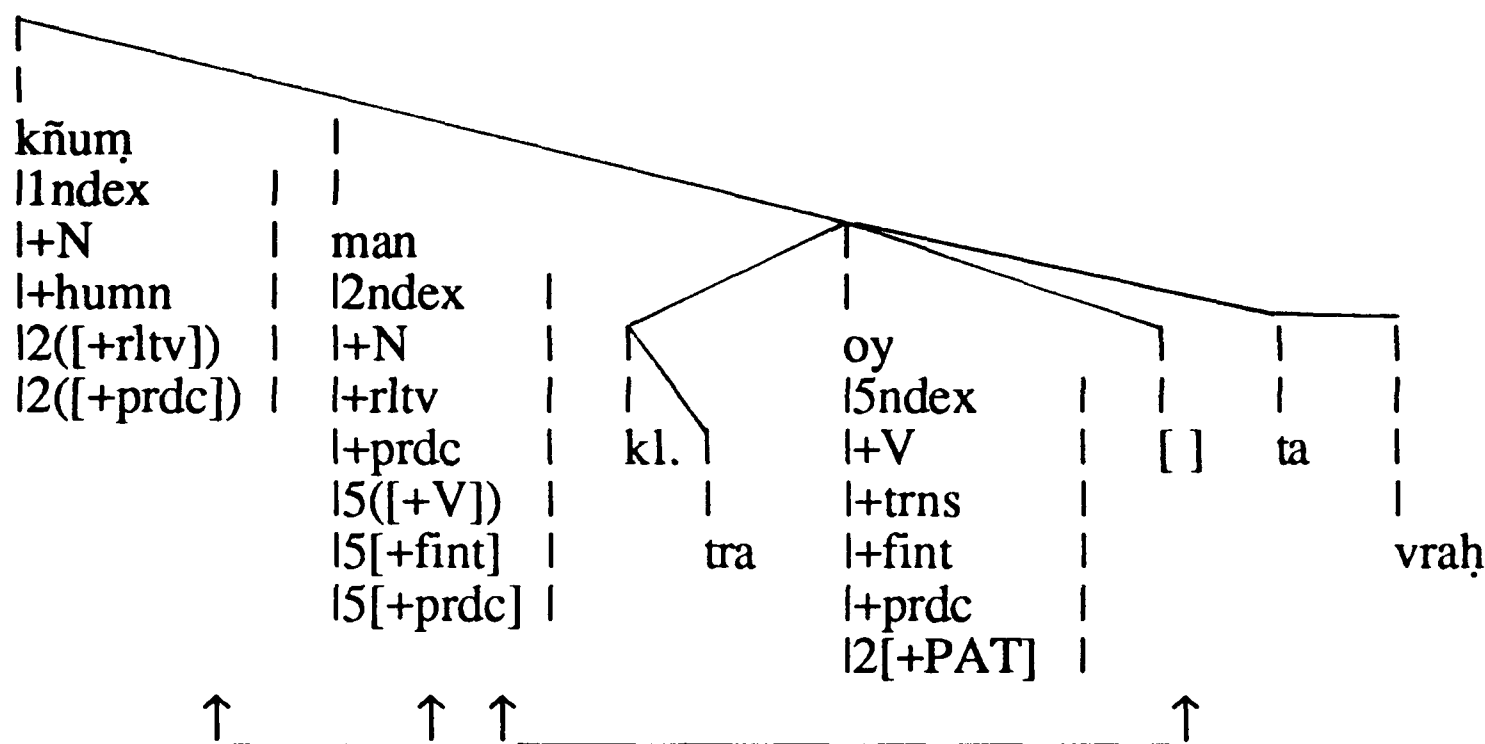 kñuṃ
|1ndex |
|+N | man
|+humn | |2ndex |
|2([+rltv]) | |+N | oy
|2([+prdc]) | |+rltv | |5ndex |
|+prdc | kl. |+V | [ ] ta
|5([+V]) | |+trns |
|5[+fint] | tra |+fint | vraḥ
|5[+prdc] | |+prdc |
|2[+PAT] |
↑ ↑ ↑ ↑